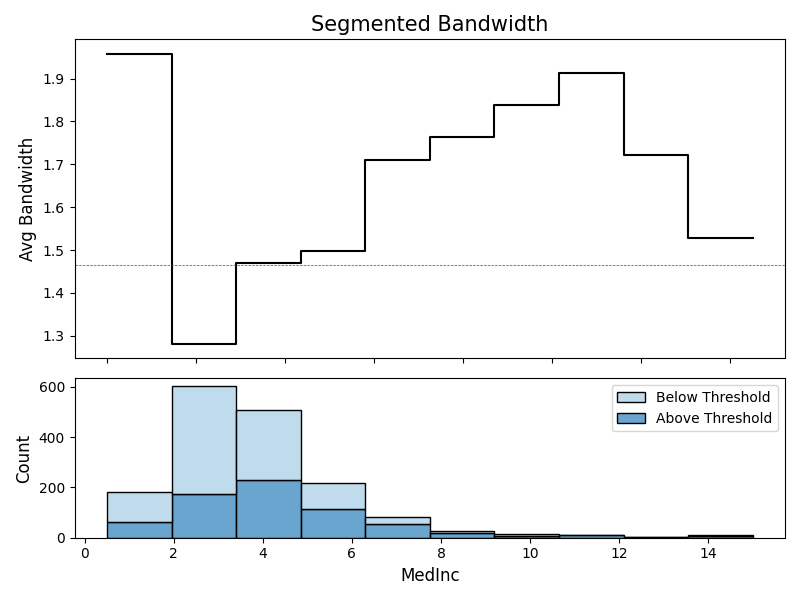 Segmented Bandwidth
Avg Bandwidth
1.9
1.8
1.7
1.6
1.5
1.4
1.3
Count
600
400
200
0
Below Threshold
Above Threshold
0 2 4 6 8 10 12 14
MedInc